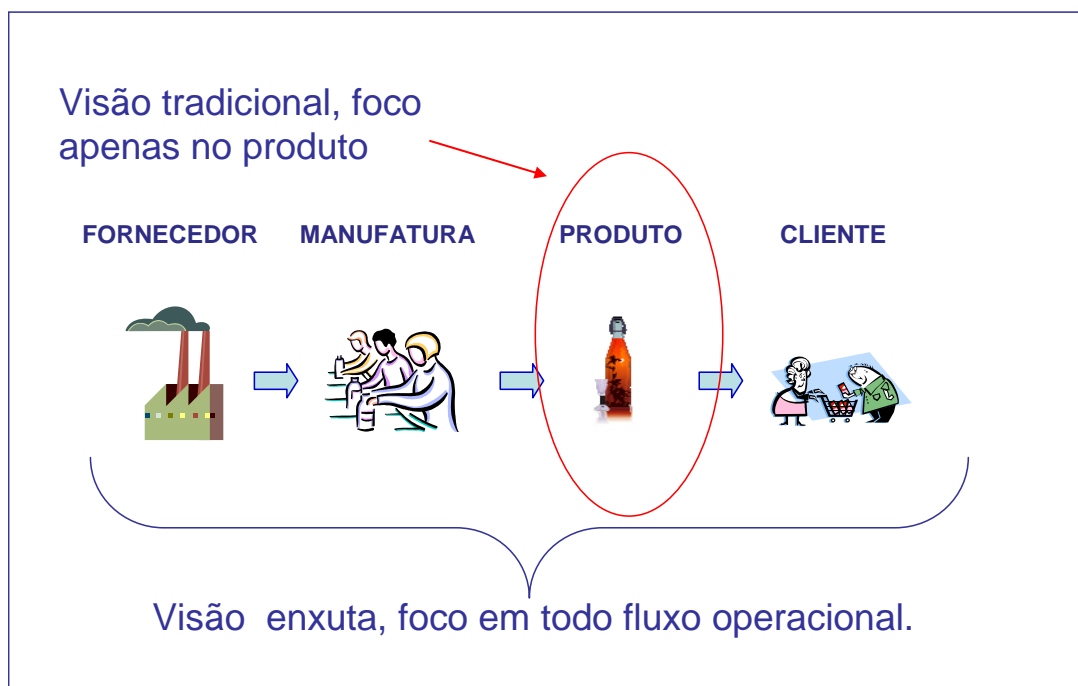 Visão tradicional, foco
apenas no produto
FORNECEDOR MANUFATURA PRODUTO CLIENTE
Visão enxuta, foco em todo fluxo operacional.